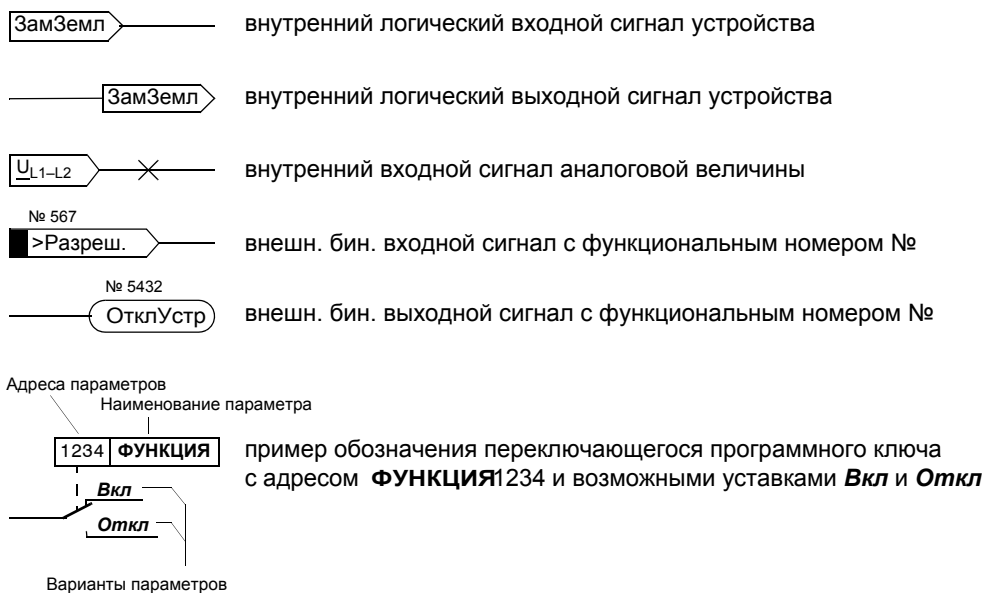 ЗамЗемл внутренний логический входной сигнал устройства
ЗамЗемл внутренний логический выходной сигнал устройства
UL1–L2 внутренний входной сигнал аналоговой величины
№ 567
>Разреш. внешн. бин. входной сигнал с функциональным номером №
№ 5432
ОтклУстр внешн. бин. выходной сигнал с функциональным номером №
Адреса параметров
Наименование параметра
1234 ФУНКЦИЯ пример обозначения переключающегося программного ключа
с адресом ФУНКЦИЯ1234 и возможными уставками Вкл и Откл
Вкл
Откл
Варианты параметров